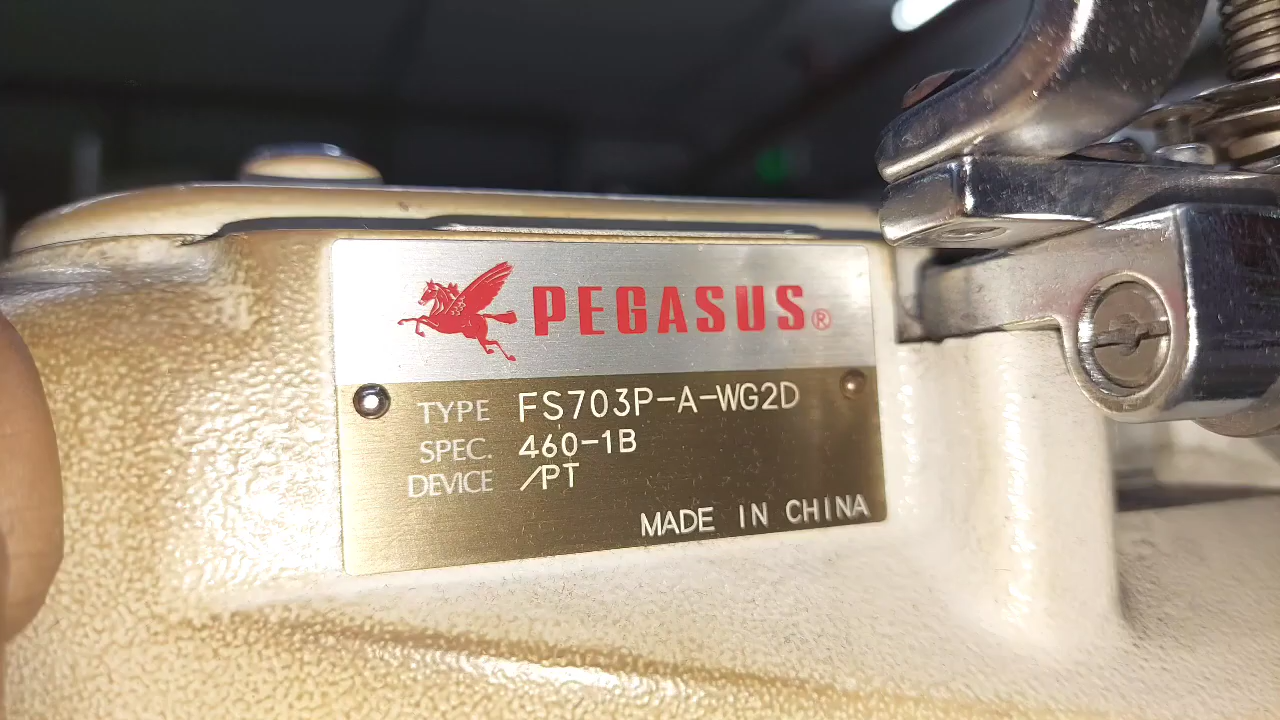 PEGASUS®
TYPE FS703P-A-WG2D
SPEC. 460-1B
DEVICE /PT
MADE IN CHINA